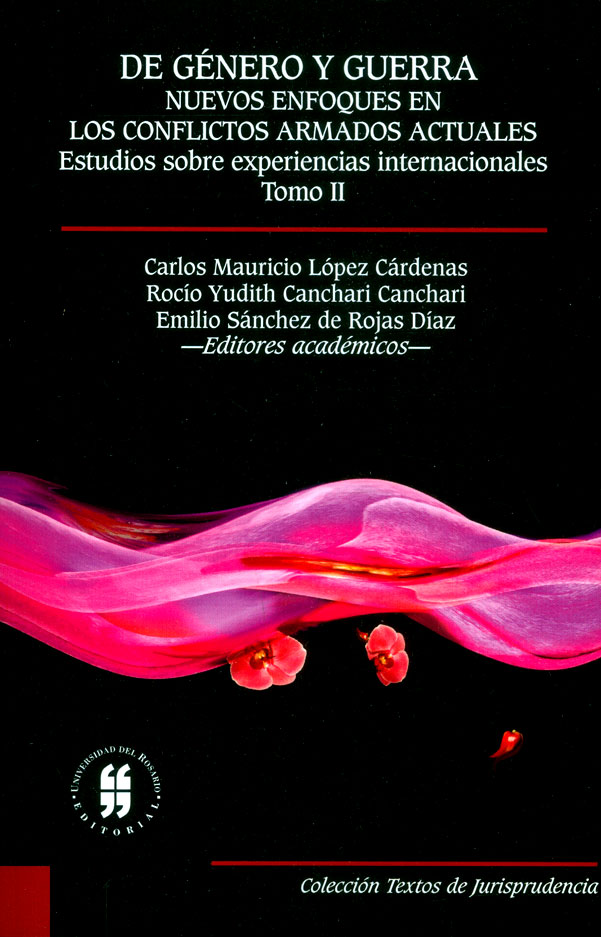 DE GÉNERO Y GUERRA
NUEVOS ENFOQUES EN
LOS CONFLICTOS ARMADOS ACTUALES
Estudios sobre experiencias internacionales
Tomo II
Carlos Mauricio López Cárdenas
Rocío Yudith Canchari Canchari
Emilio Sánchez de Rojas Díaz
—Editores académicos—
UNIVERSIDAD DEL ROSARIO
EDITORIAL
Colección Textos de Jurisprudencia